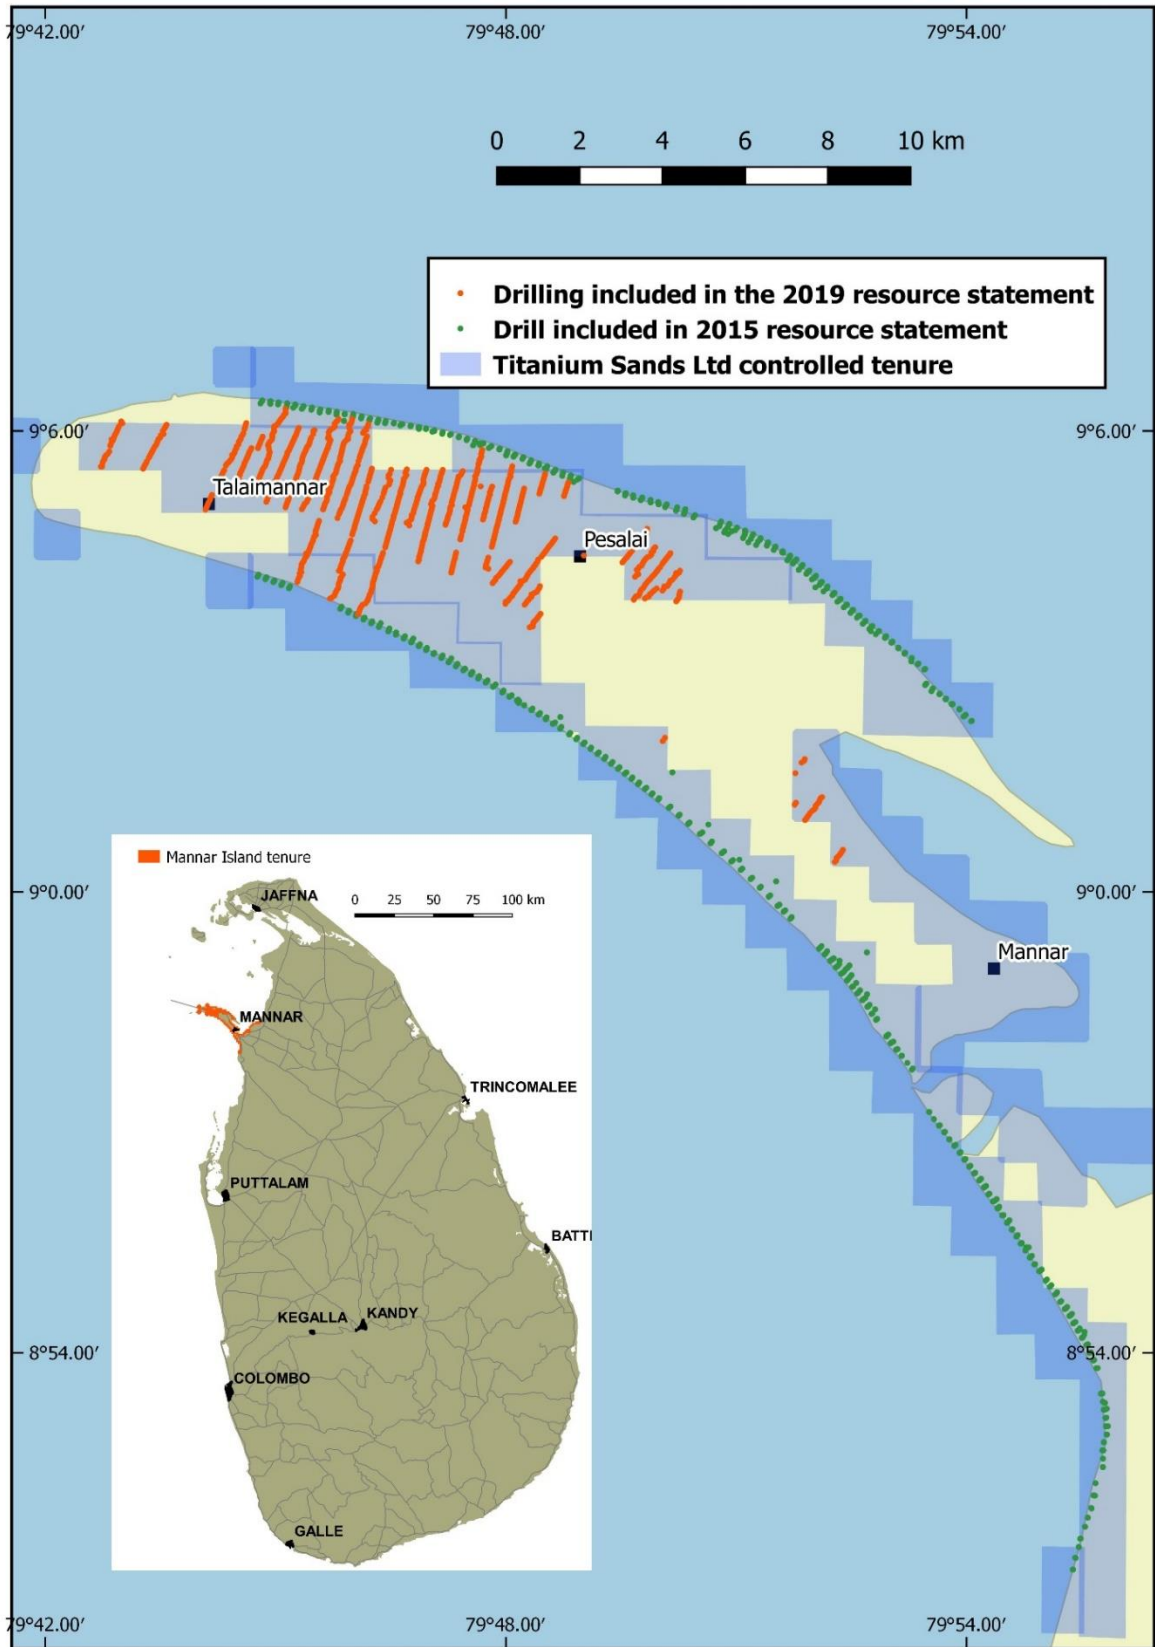 79°42.00′ 79°48.00′ 79°54.00′
0 2 4 6 8 10 km
Drilling included in the 2019 resource statement
Drill included in 2015 resource statement
Titanium Sands Ltd controlled tenure
9°6.00′ 9°6.00′
Talaimannar
Pesalai
Mannar Island tenure
0 25 50 75 100 km
JAFFNA
9°0.00′
Mannar
MANNAR
TRINCOMALEE
PUTTALAM
BATTI
KEGALLA KANDY
8°54.00′ 8°54.00′
COLOMBO
GALLE
79°42.00′ 79°48.00′ 79°54.00′